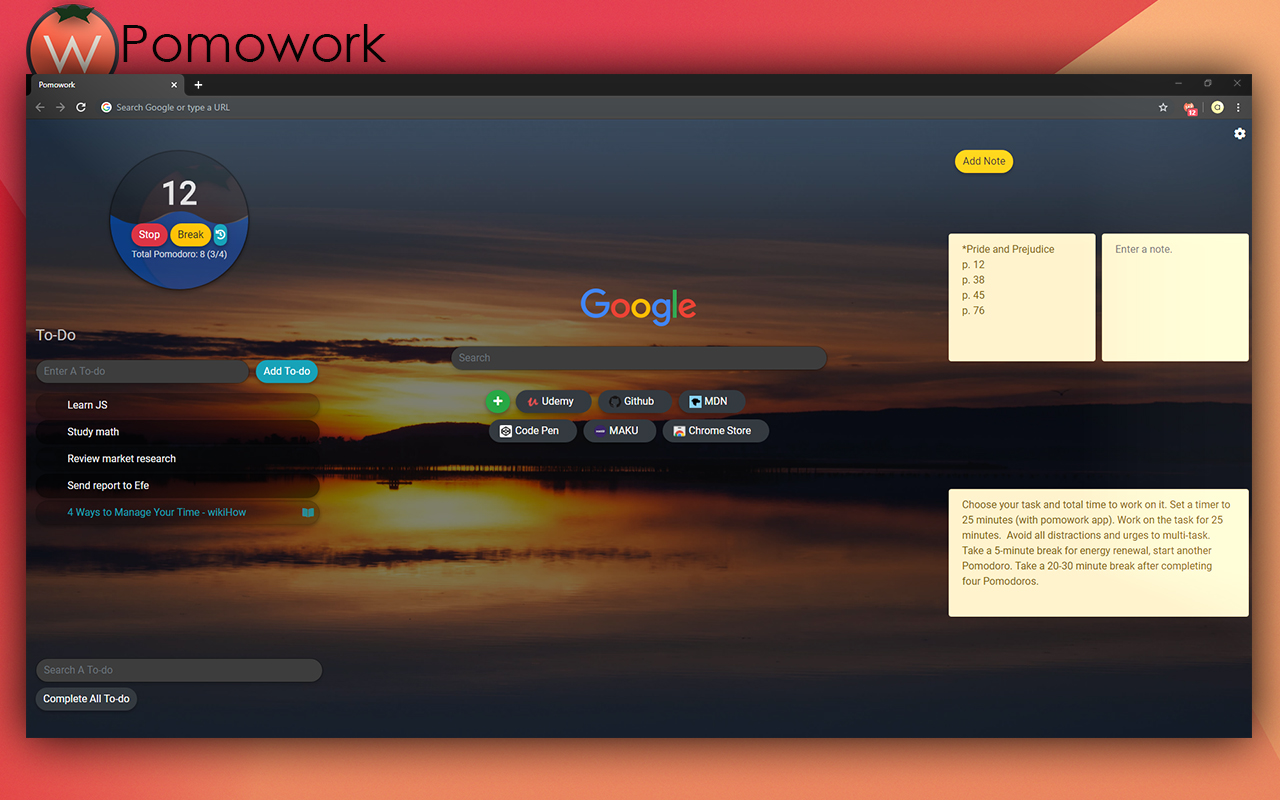 W Pomowork
Pomowork
Search Google or type a URL
12
Add Note
12
Stop Break
Total Pomodoro: 8 (3/4)
*Pride and Prejudice
p. 12
p. 38
p. 45
p. 76
Enter a note.
Google
To-Do
Search
Enter A To-do
Add To-do
Learn JS
Study math
Review market research
Send report to Efe
4 Ways to Manage Your Time - wikiHow
Udemy
Github
MDN
Code Pen
MAKU
Chrome Store
Choose your task and total time to work on it. Set a timer to
25 minutes (with pomowork app). Work on the task for 25
minutes.  Avoid all distractions and urges to multi-task.
Take a 5-minute break for energy renewal, start another
Pomodoro. Take a 20-30 minute break after completing
four Pomodoros.
Search A To-do
Complete All To-do